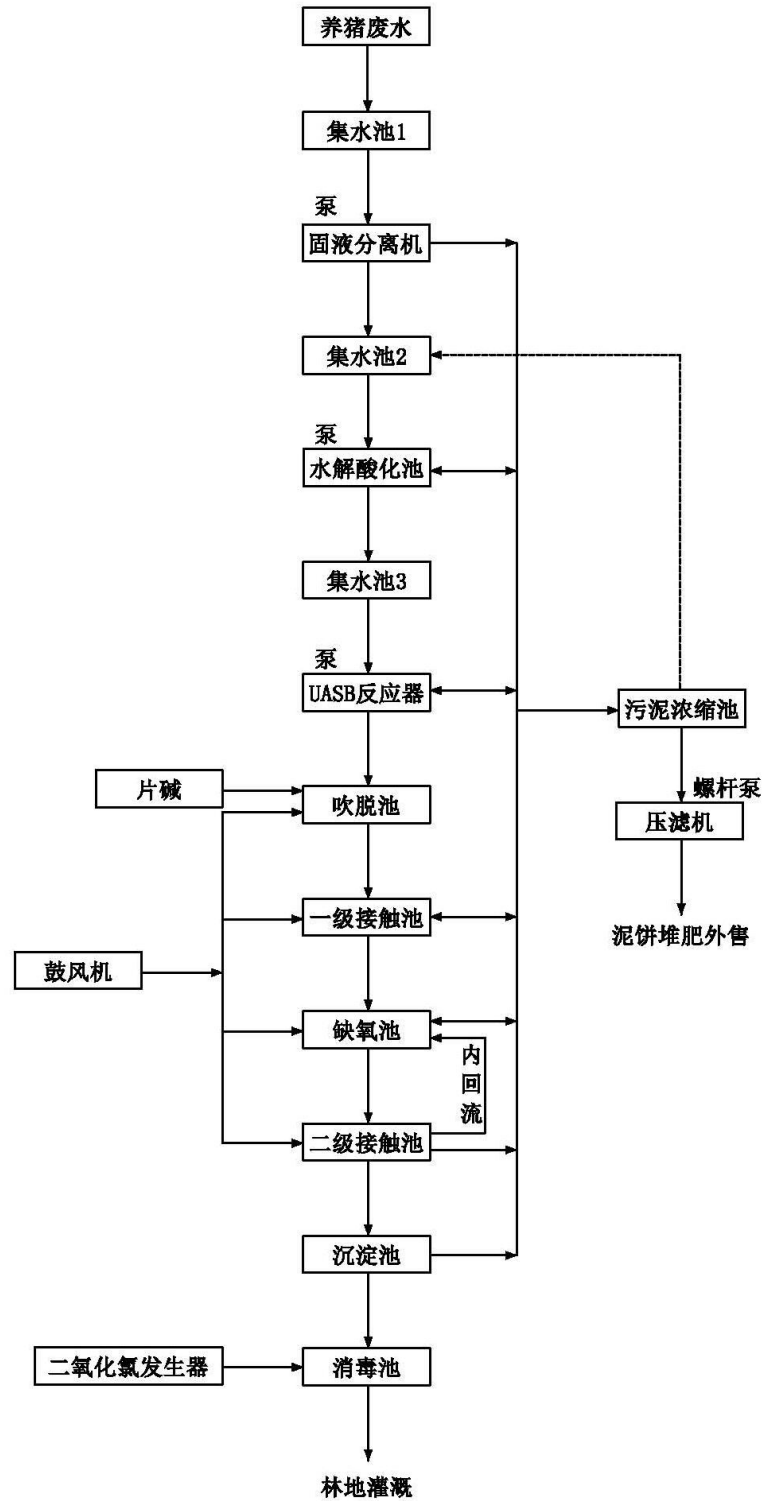 养猪废水
集水池1
泵
固液分离机
集水池2
泵
水解酸化池
集水池3
泵
UASB反应器
污泥浓缩池
片碱
吹脱池
螺杆泵
压滤机
一级接触池
泥饼堆肥外售
鼓风机
缺氧池
内回流
二级接触池
沉淀池
二氧化氯发生器
消毒池
林地灌溉